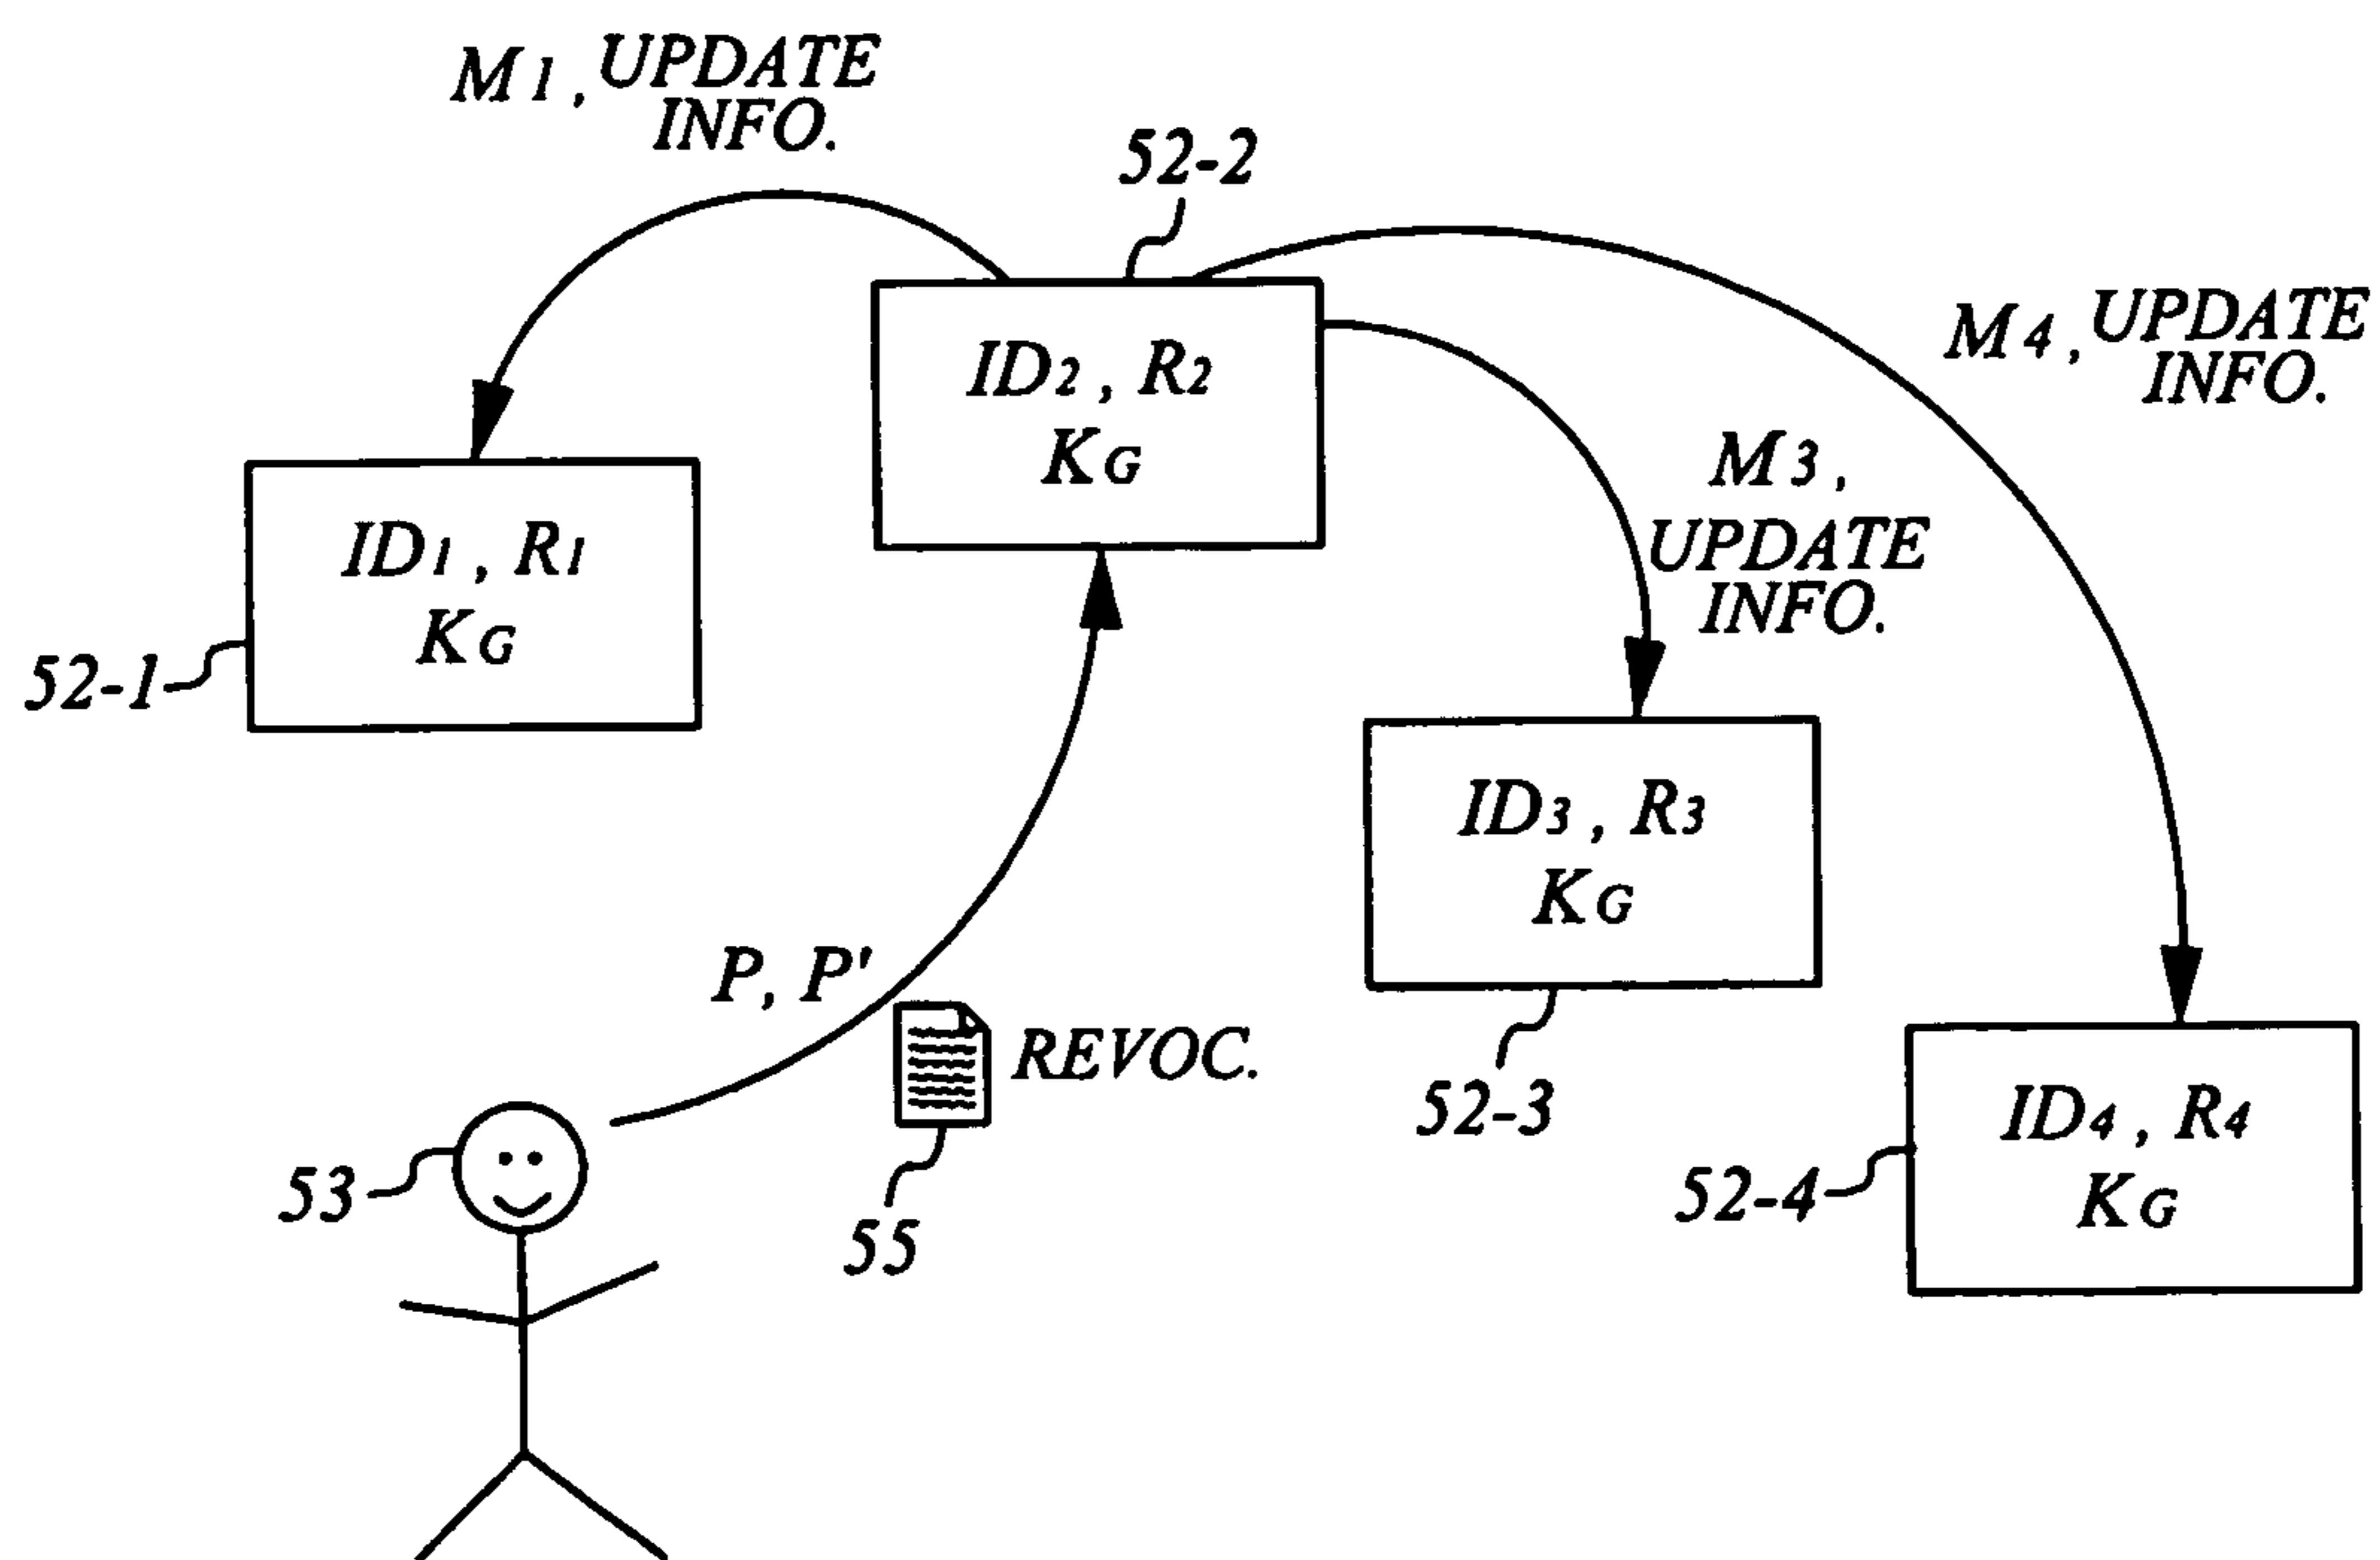 M1, UPDATE
INFO.
52-2
M4, UPDATE
INFO.
ID2, R2
KG
M3,
UPDATE
INFO.
ID1, R1
KG
52-1
ID3, R3
KG
P, P'
REVOC.
52-3
ID4, R4
KG
52-4
53
55